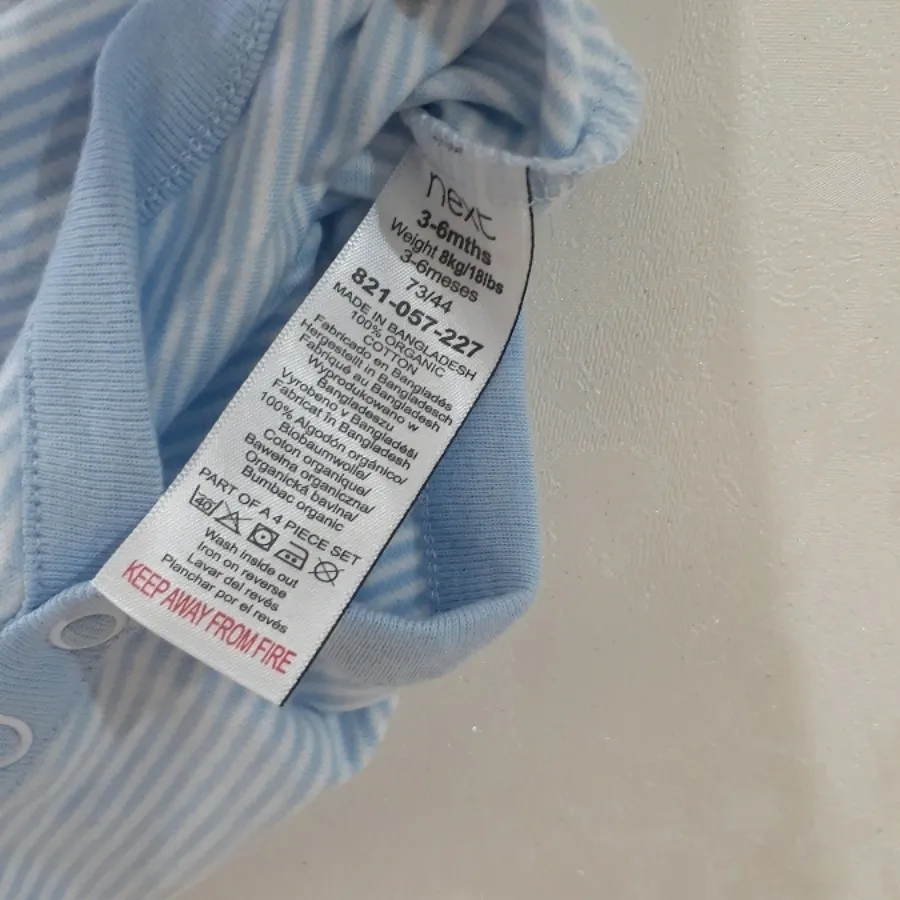 next
3-6mths
Weight 8kg/18lbs
3-6meses
73/44
821-057-227
MADE IN BANGLADESH
100% ORGANIC
COTTON
Fabricado en Bangladés
Hergestellt in Bangladesch
Fabriqué au Bangladesh
Wyprodukowano w
Bangladeszu
Vyrobeno v Bangladéši
Fabricat în Bangladesh
100% Algodón orgánico/
Biobaumwolle/
Coton organique/
Bawełna organiczna/
Organická bavlna/
Bumbac organic
PART OF A 4 PIECE SET
40
Wash inside out
Iron on reverse
Lavar del revés
Planchar por el revés
KEEP AWAY FROM FIRE